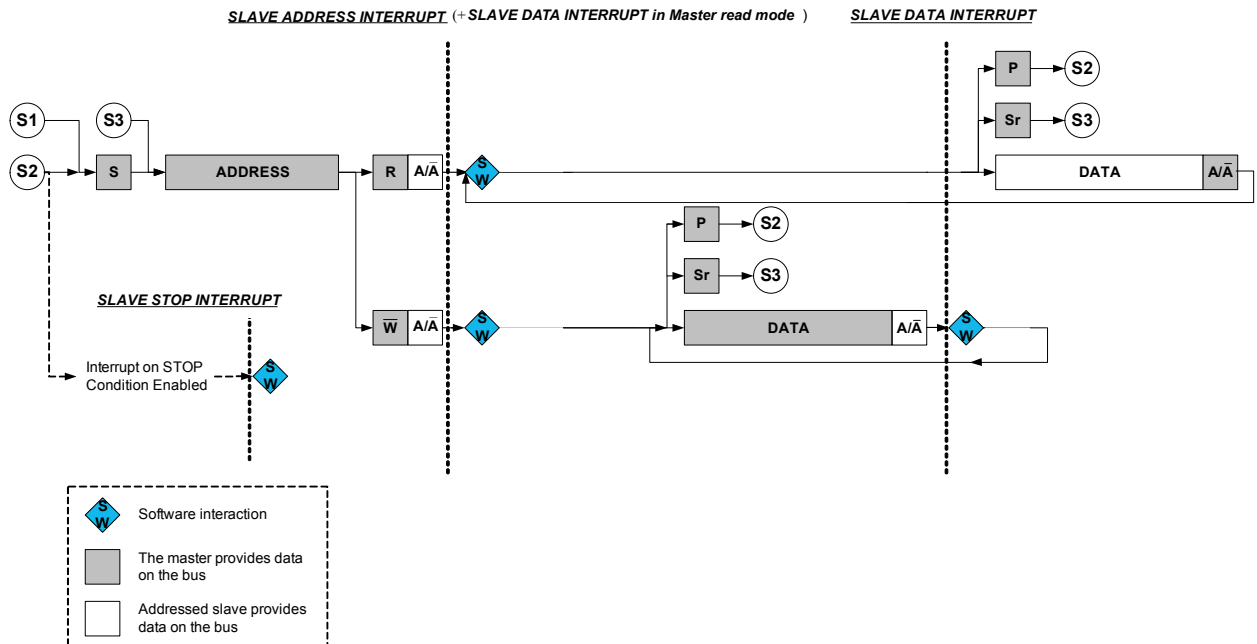 SLAVE ADDRESS INTERRUPT (+SLAVE DATA INTERRUPT in Master read mode )
SLAVE DATA INTERRUPT
P
S2
S1
S3
Sr
S3
S2
S
ADDRESS
R
A/A̅
S
W
DATA
A/A̅
P
S2
Sr
S3
SLAVE STOP INTERRUPT
W̅
A/A̅
S
W
DATA
A/A̅
S
W
Interrupt on STOP
Condition Enabled
S
W
S
W
Software interaction
The master provides data
on the bus
Addressed slave provides
data on the bus